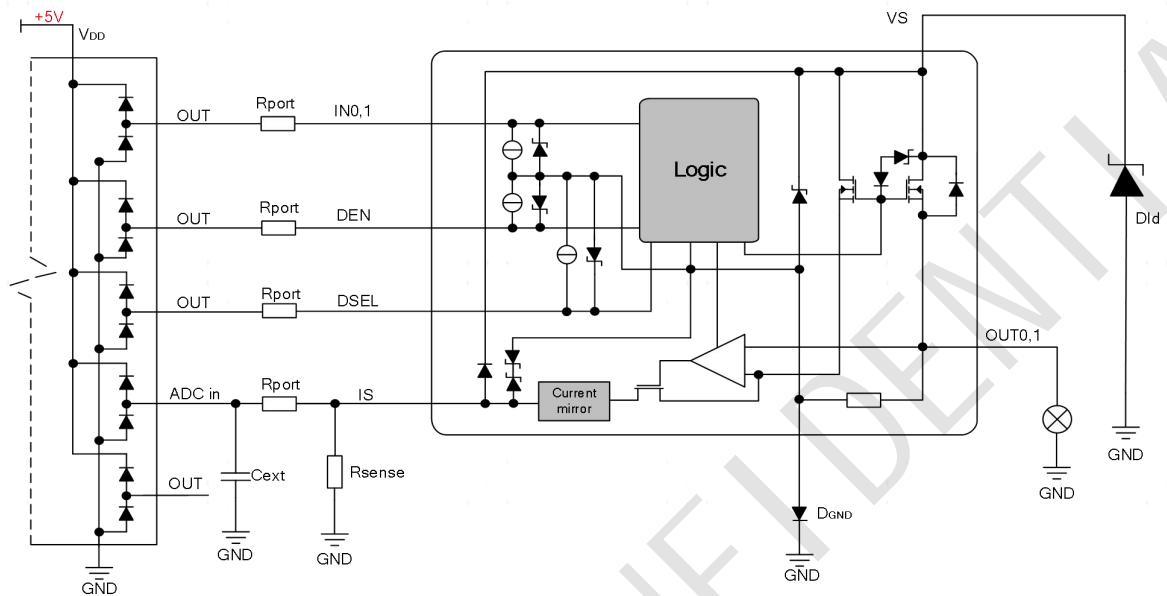 +5V
VDD
VS
OUT
Rport
IN0,1
Logic
OUT
Rport
DEN
Dld
OUT
Rport
DSEL
OUT0,1
ADC in
Rport
IS
Current
mirror
OUT
Cext
Rsense
DGND
GND
GND
GND
GND
GND
GND
FIDENTIA